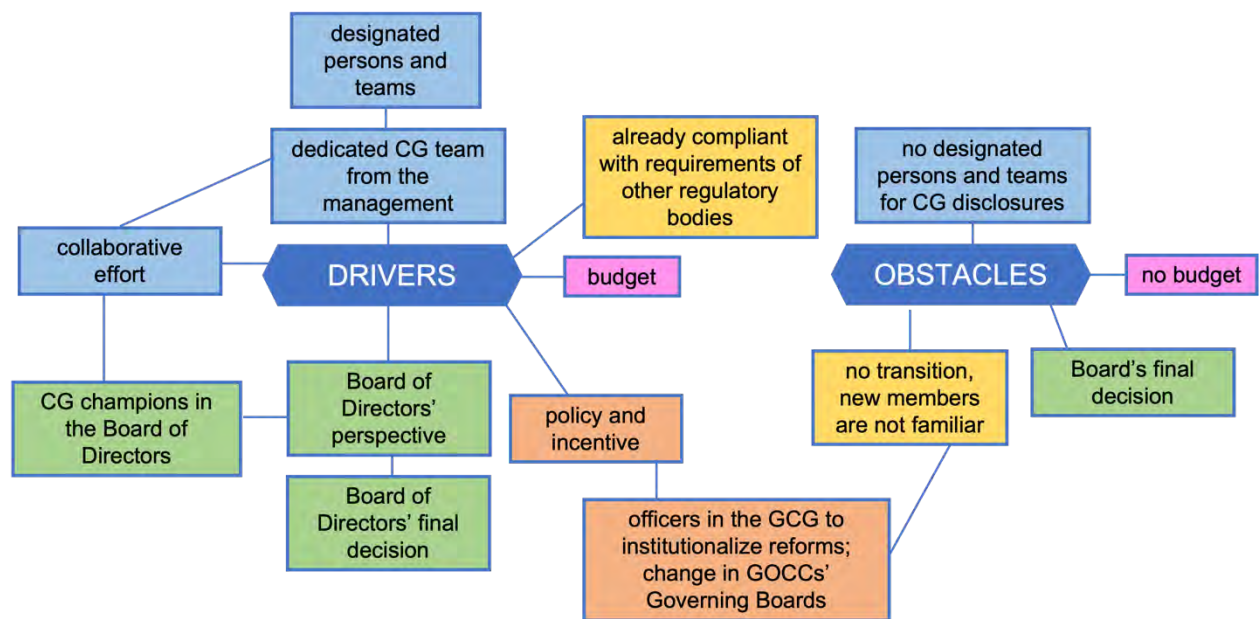 designated
persons and
teams
dedicated CG team
from the
management
already compliant
with requirements of
other regulatory
bodies
no designated
persons and teams
for CG disclosures
collaborative
effort
DRIVERS
budget
OBSTACLES
no budget
CG champions in
the Board of
Directors
Board of
Directors’
perspective
policy and
incentive
no transition,
new members
are not familiar
Board’s final
decision
Board of
Directors’ final
decision
officers in the GCG to
institutionalize reforms;
change in GOCCs’
Governing Boards